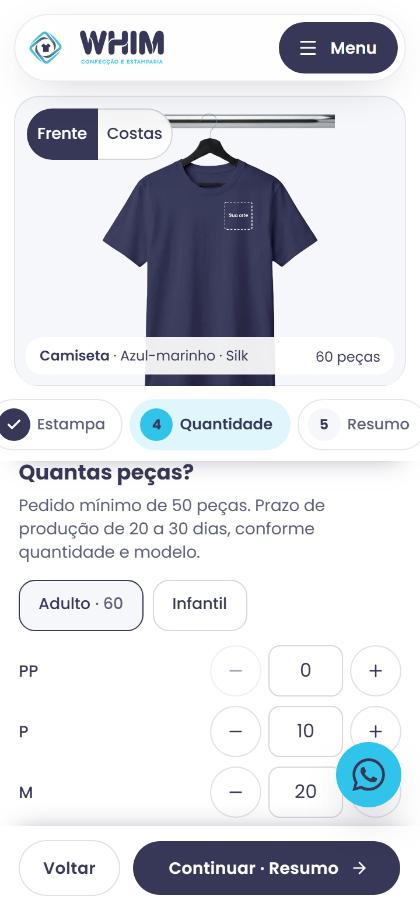 WHIM
CONFECÇÃO E ESTAMPARIA
Menu
Frente
Costas
Sua arte
Camiseta · Azul-marinho · Silk
60 peças
Estampa
4
Quantidade
5
Resumo
Quantas peças?
Pedido mínimo de 50 peças. Prazo de
produção de 20 a 30 dias, conforme
quantidade e modelo.
Adulto · 60
Infantil
PP
−
0
+
P
−
10
+
M
−
20
Voltar
Continuar · Resumo →